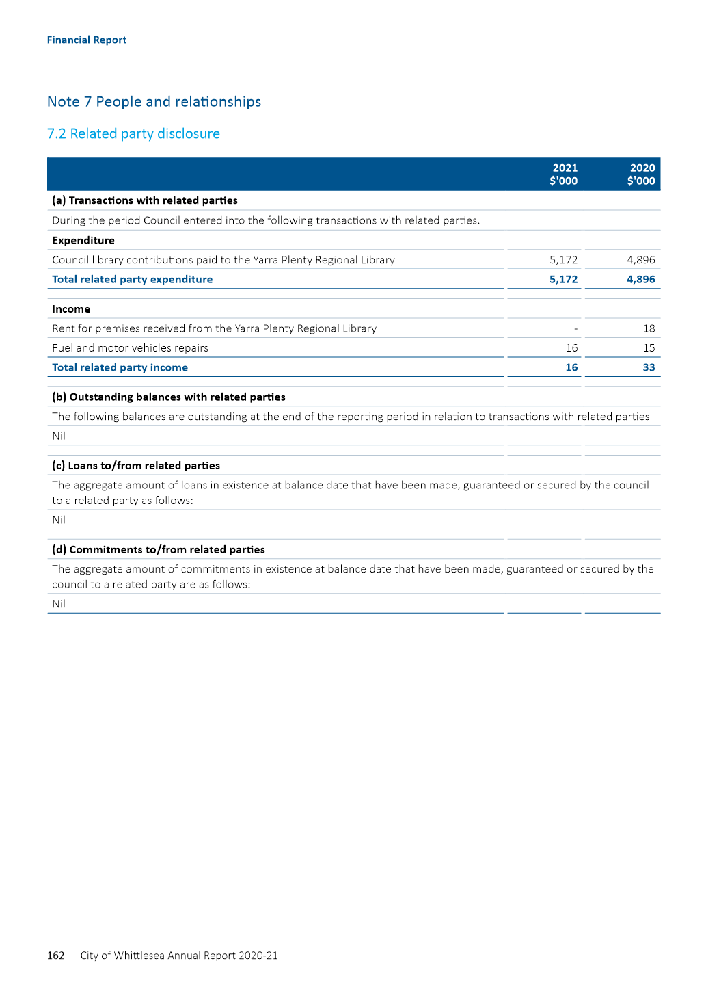 Financial Report
Note 7 People and relationships
7.2 Related party disclosure
2021 2020
$'000 $'000
(a) Transactions with related parties
During the period Council entered into the following transactions with related parties.
Expenditure
Council library contributions paid to the Yarra Plenty Regional Library 5,172 4,896
Total related party expenditure 5,172 4,896
Income
Rent for premises received from the Yarra Plenty Regional Library - 18
Fuel and motor vehicles repairs 16 15
Total related party income 16 33
(b) Outstanding balances with related parties
The following balances are outstanding at the end of the reporting period in relation to transactions with related parties
Nil
(c) Loans to/from related parties
The aggregate amount of loans in existence at balance date that have been made, guaranteed or secured by the council
to a related party as follows:
Nil
(d) Commitments to/from related parties
The aggregate amount of commitments in existence at balance date that have been made, guaranteed or secured by the
council to a related party are as follows:
Nil
162 City of Whittlesea Annual Report 2020-21